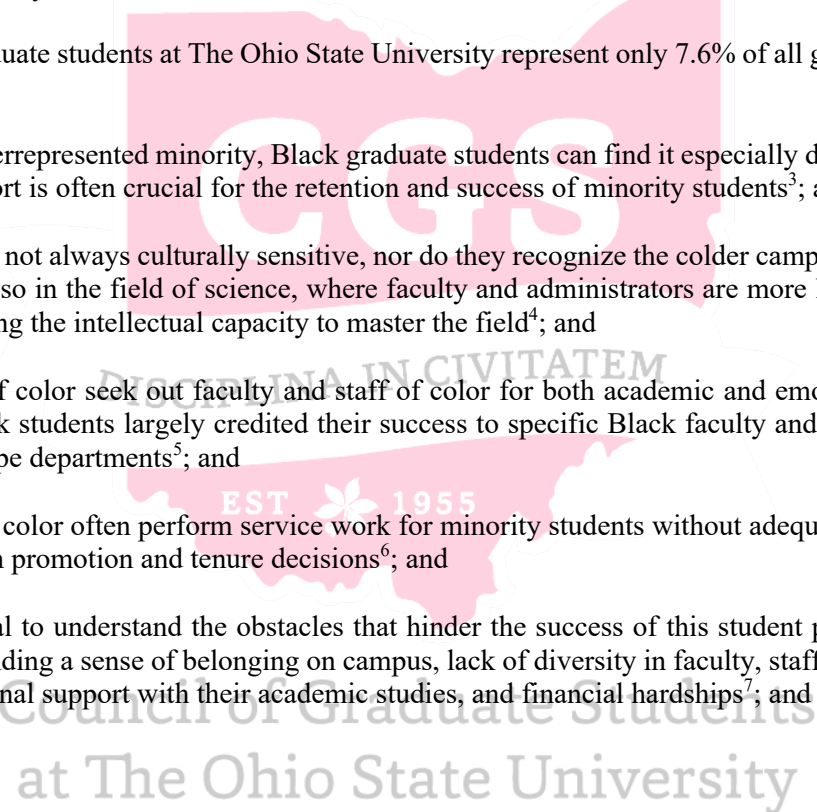 uate students at The Ohio State University represent only 7.6% of all g
CGS
errepresented minority, Black graduate students can find it especially d
ort is often crucial for the retention and success of minority students³; a
not always culturally sensitive, nor do they recognize the colder camp
so in the field of science, where faculty and administrators are more
ng the intellectual capacity to master the field⁴; and
DISCIPLINA IN CIVITATEM
f color seek out faculty and staff of color for both academic and emo
k students largely credited their success to specific Black faculty and
pe departments⁵; and
EST 1955
color often perform service work for minority students without adequ
n promotion and tenure decisions⁶; and
al to understand the obstacles that hinder the success of this student p
ding a sense of belonging on campus, lack of diversity in faculty, staff
nal support with their academic studies, and financial hardships⁷; and
Council of Graduate Students
at The Ohio State University